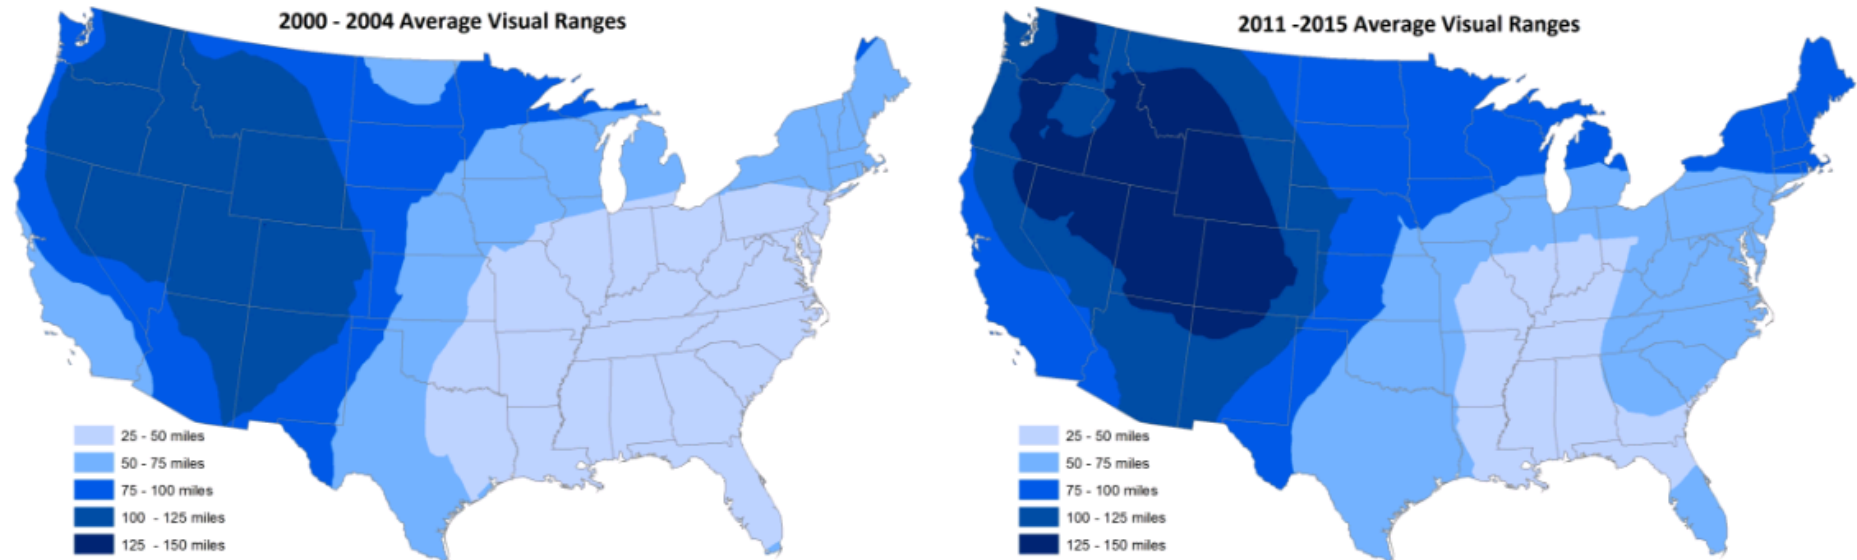 2000 - 2004 Average Visual Ranges
25 - 50 miles
50 - 75 miles
75 - 100 miles
100 - 125 miles
125 - 150 miles
2011 -2015 Average Visual Ranges
25 - 50 miles
50 - 75 miles
75 - 100 miles
100 - 125 miles
125 - 150 miles